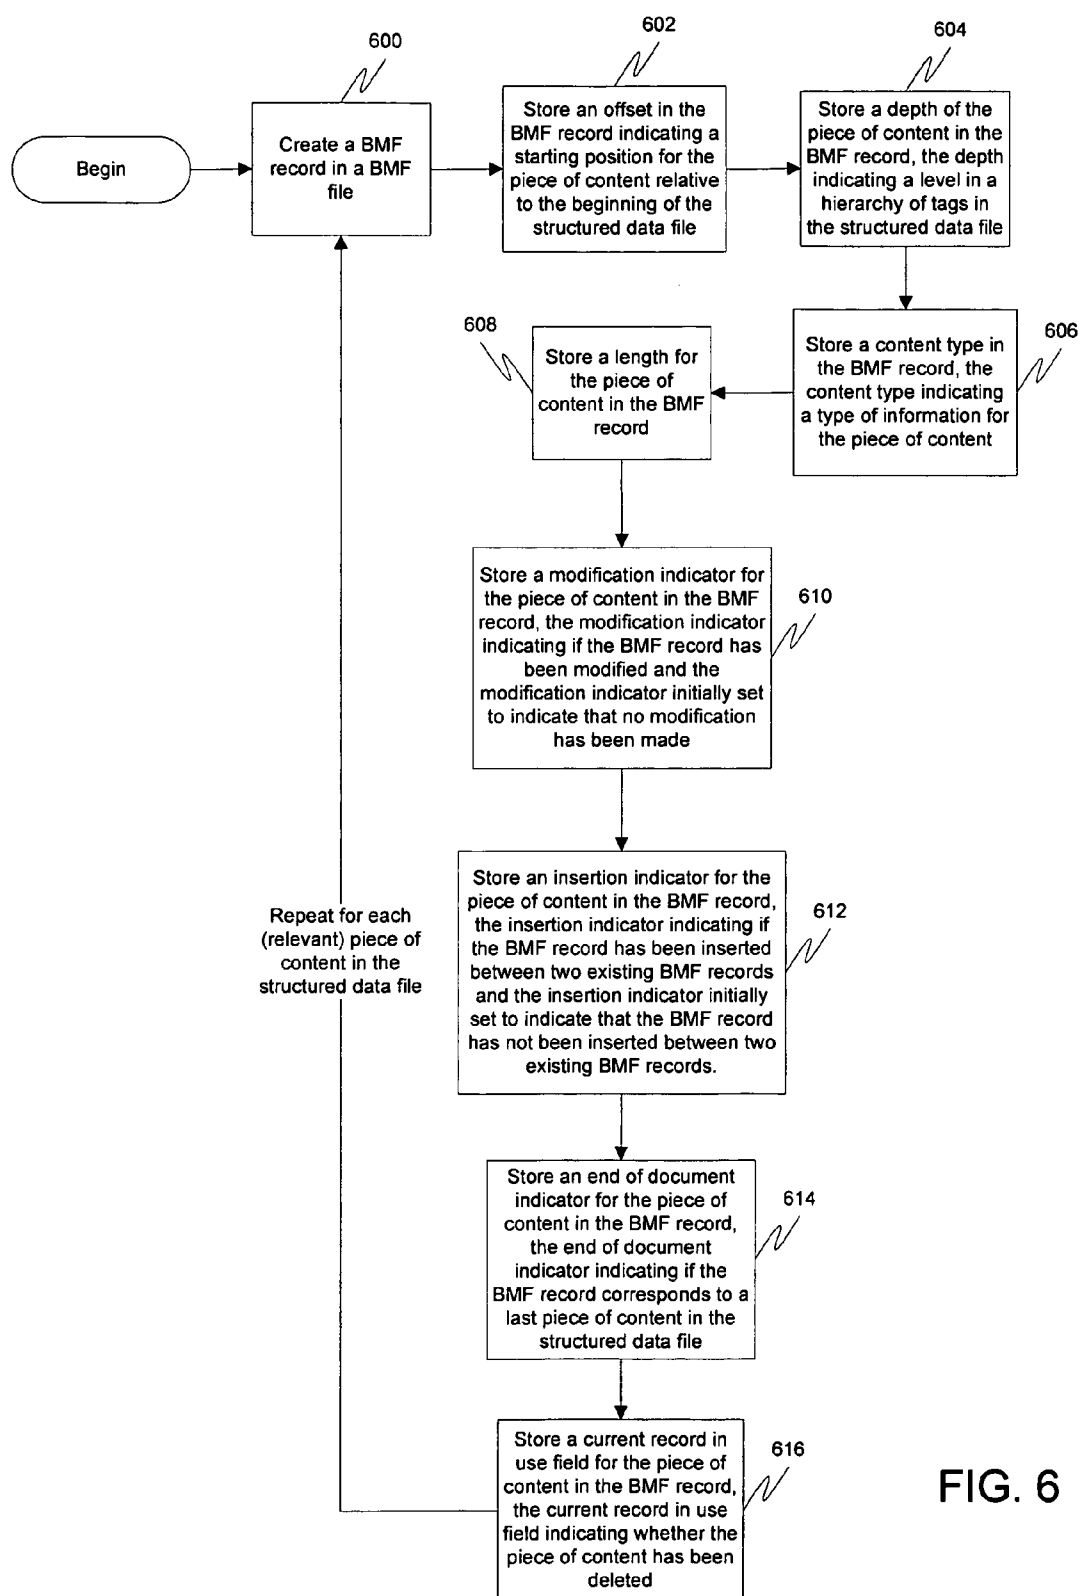 Begin
600
Create a BMF
record in a BMF
file
602
Store an offset in the
BMF record indicating a
starting position for the
piece of content relative
to the beginning of the
structured data file
604
Store a depth of the
piece of content in the
BMF record, the depth
indicating a level in a
hierarchy of tags in
the structured data file
606
Store a content type in
the BMF record, the
content type indicating
a type of information for
the piece of content
608
Store a length for
the piece of
content in the BMF
record
610
Store a modification indicator for
the piece of content in the BMF
record, the modification indicator
indicating if the BMF record has
been modified and the
modification indicator initially set
to indicate that no modification
has been made
612
Store an insertion indicator for the
piece of content in the BMF record,
the insertion indicator indicating if
the BMF record has been inserted
between two existing BMF records
and the insertion indicator initially
set to indicate that the BMF record
has not been inserted between two
existing BMF records.
614
Store an end of document
indicator for the piece of
content in the BMF record,
the end of document
indicator indicating if the
BMF record corresponds to a
last piece of content in the
structured data file
616
Store a current record in
use field for the piece of
content in the BMF record,
the current record in use
field indicating whether the
piece of content has been
deleted
Repeat for each
(relevant) piece of
content in the
structured data file
FIG. 6